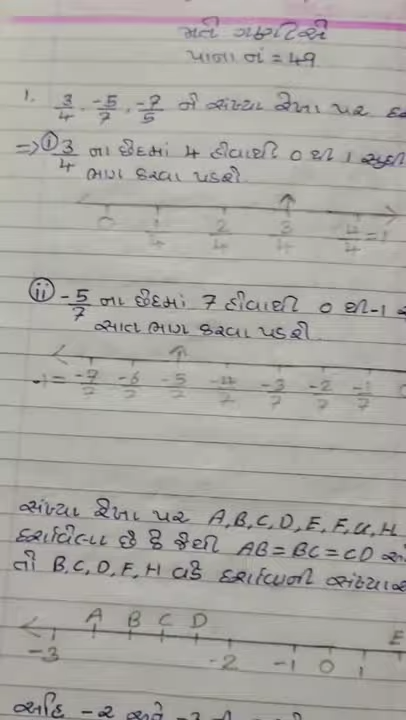 પાના નં = 49
1. 3/4, -5/7, -7/5 ને સંખ્યા રેખા પર
⇒ ⓘ 3/4 ના છેદમાં 4 હોવાથી 0 થી 1 સુધી
ભાગ કરવા પડશે.
0 1/4 2/4 3/4 4/4 = 1
ⓘⓘ -5/7 ના છેદમાં 7 હોવાથી 0 થી -1
સાત ભાગ કરવા પડશે.
-1 = -7/7 -6/7 -5/7 -4/7 -3/7 -2/7 -1/7
સંખ્યા રેખા પર A, B, C, D, E, F, G, H
છે કે જેથી AB = BC = CD
તો B, C, D, F, H વડે
A B C D E
-3 -2 -1 0 1